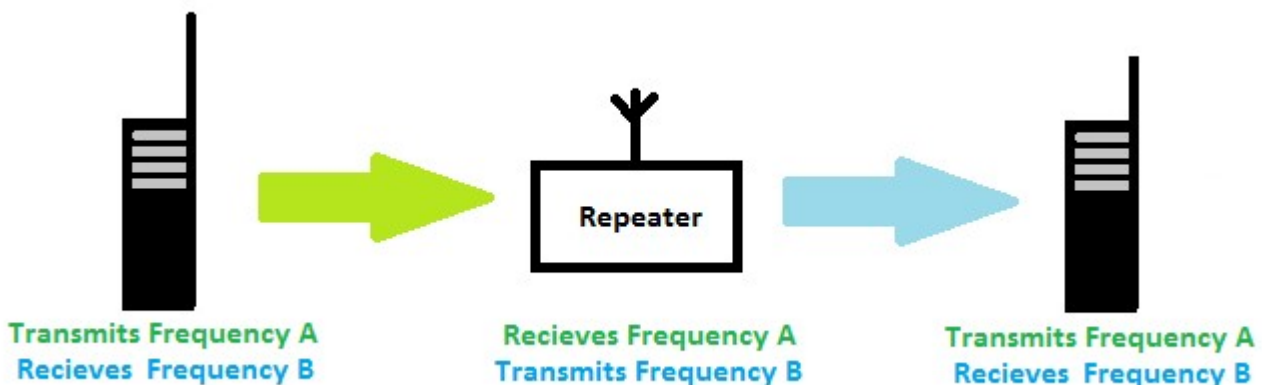 Repeater
Transmits Frequency A
Recieves Frequency B
Recieves Frequency A
Transmits Frequency B
Transmits Frequency A
Recieves Frequency B